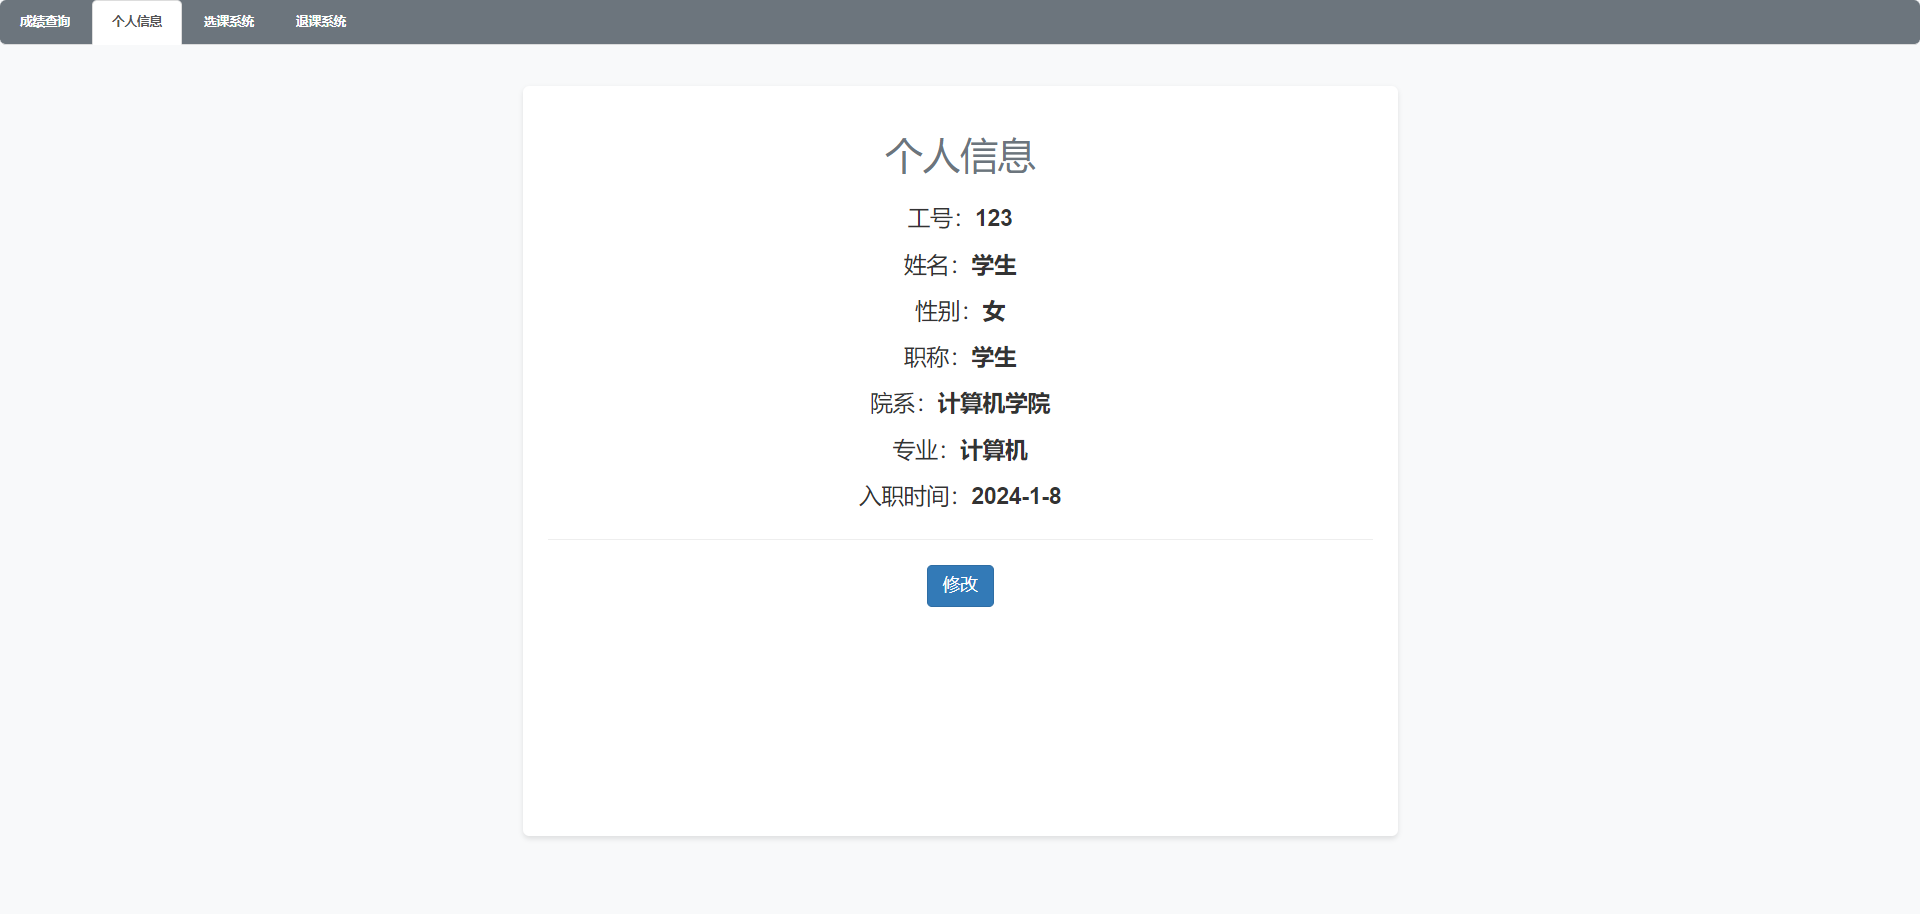 成绩查询 个人信息 选课系统 退课系统
个人信息
工号：123
姓名：学生
性别：女
职称：学生
院系：计算机学院
专业：计算机
入职时间：2024-1-8
修改